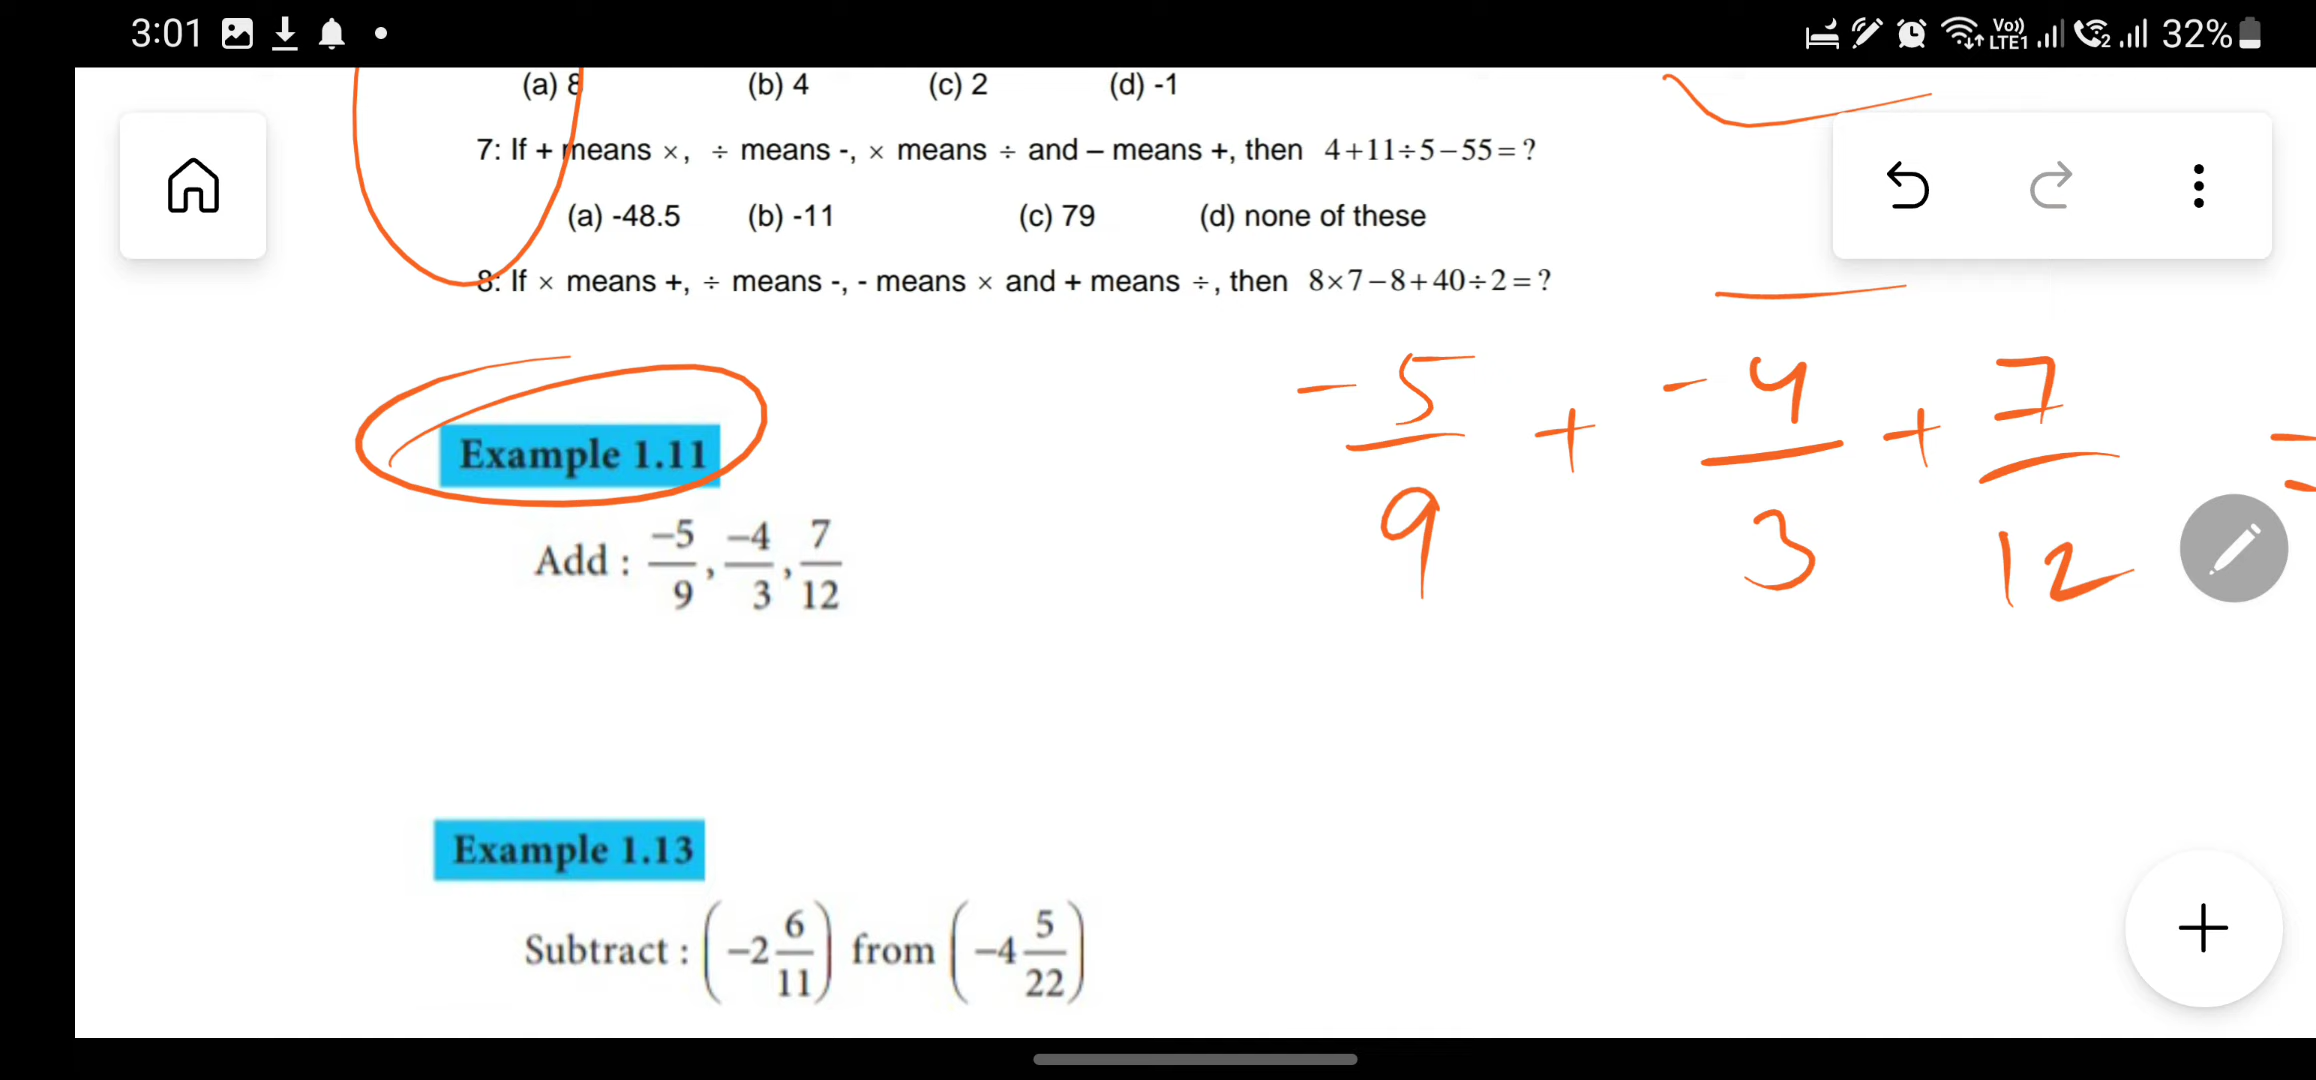 3:01 Vo)) LTE1 2 32%
(a) 8 (b) 4 (c) 2 (d) -1
7: If + means ×, ÷ means -, × means ÷ and – means +, then 4+11÷5−55=?
(a) -48.5 (b) -11 (c) 79 (d) none of these
8: If × means +, ÷ means -, - means × and + means ÷, then 8×7−8+40÷2=?
-5/9 + -4/3 + 7/12 =
Example 1.11
Add : −5/9, −4/3, 7/12
Example 1.13
Subtract : (−2 6/11) from (−4 5/22)